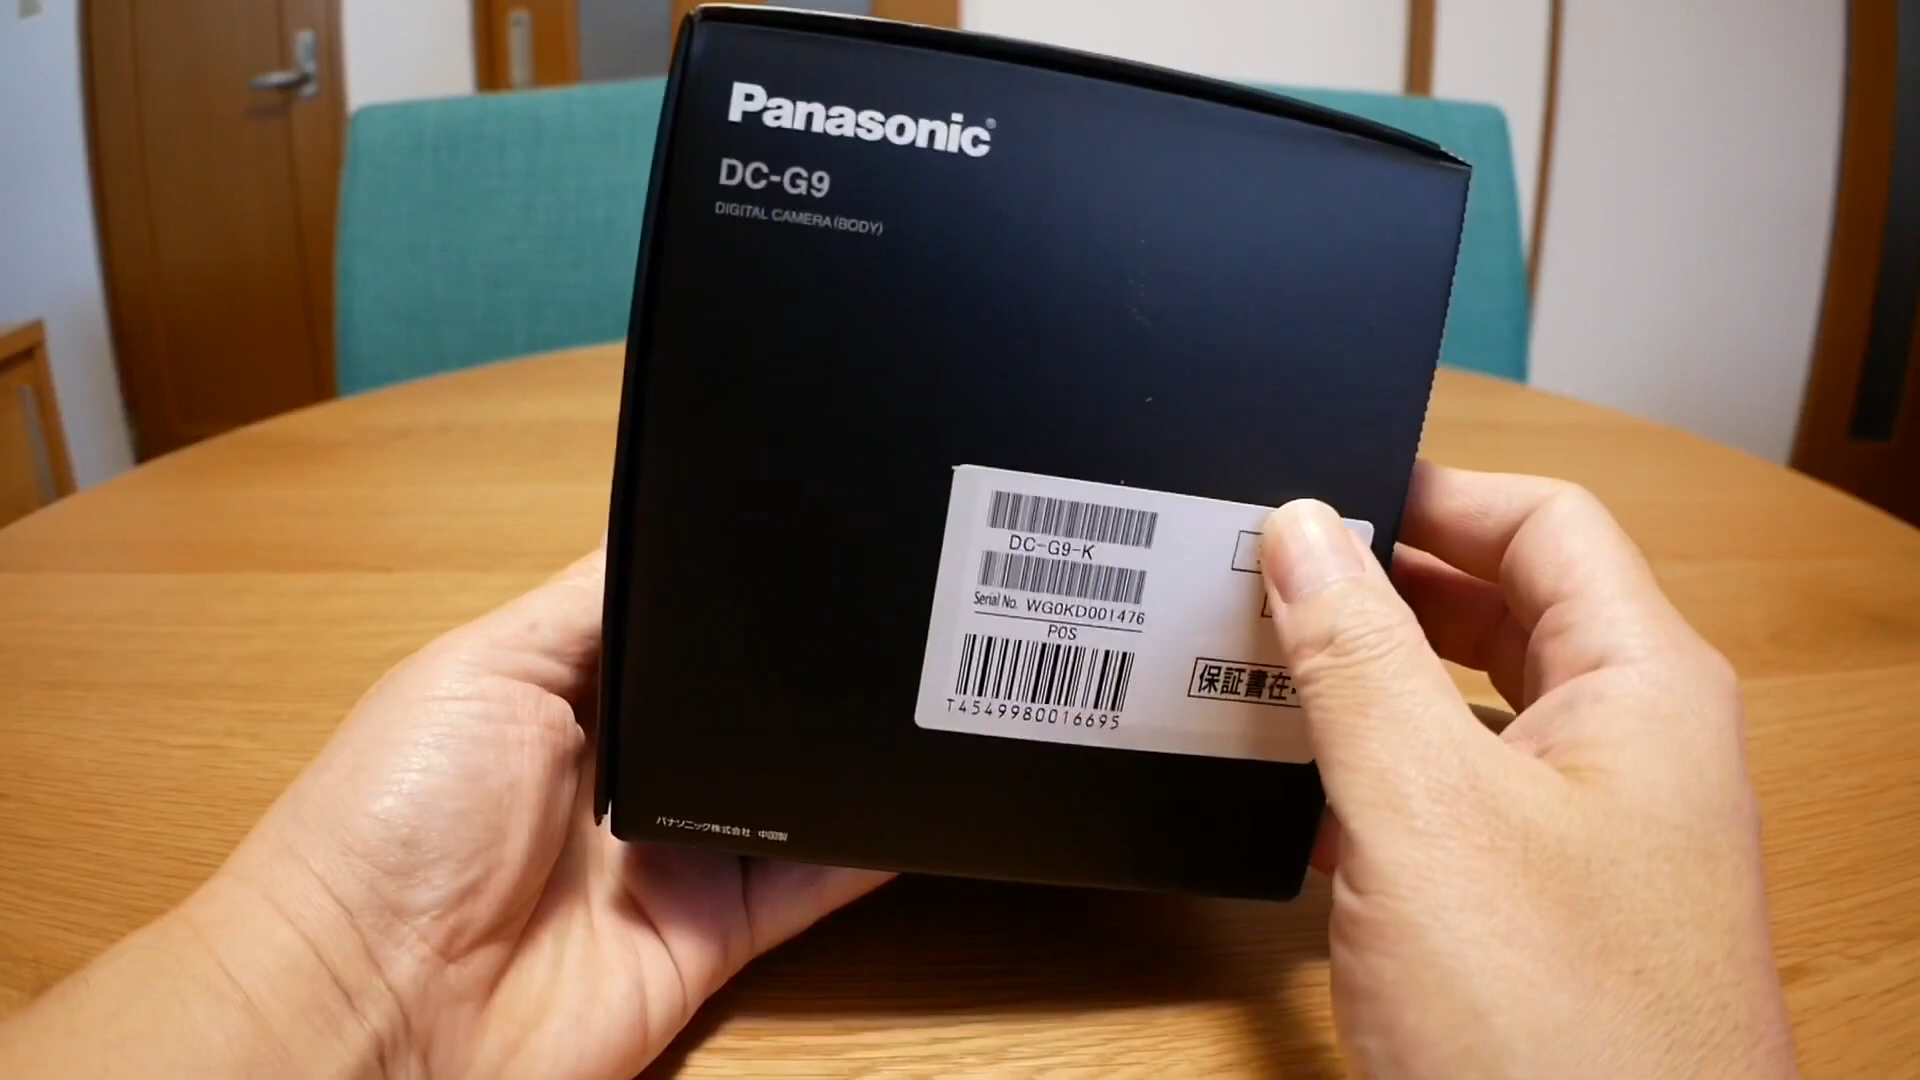 Panasonic®
DC-G9
DIGITAL CAMERA (BODY)
DC-G9-K
Serial No. WG0KD001476
POS
T4549980016695
保証書在
パナソニック株式会社 中国製